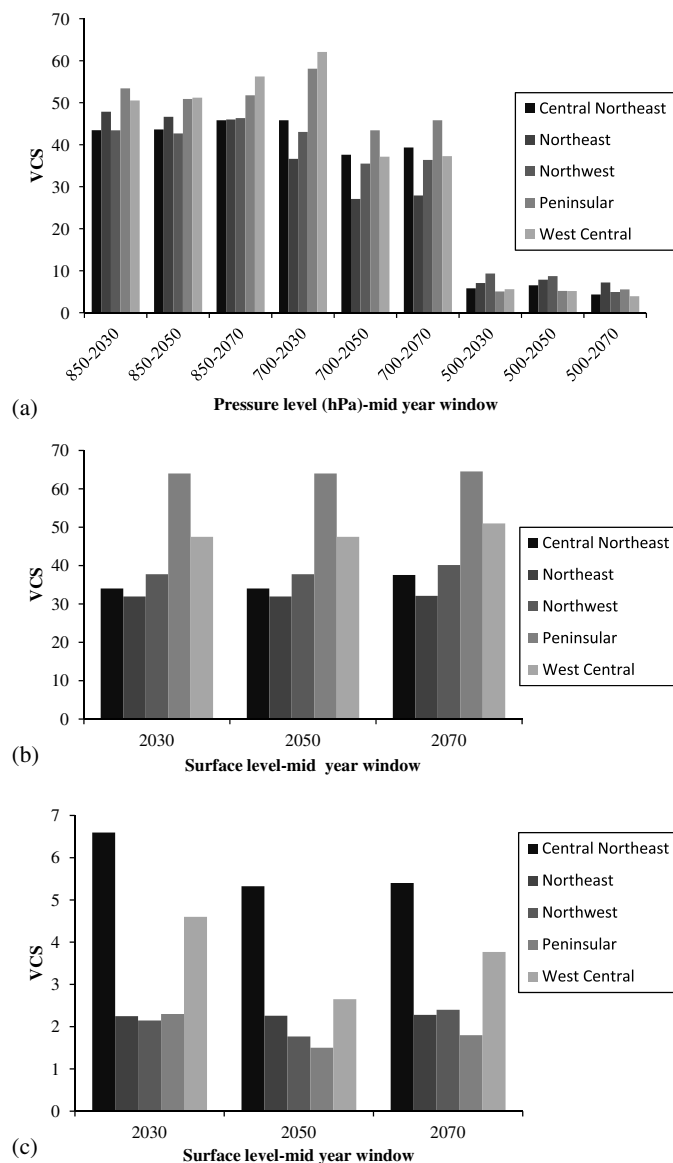 70
60
50
40
30
20
10
0
VCS
850-2030
850-2050
850-2070
700-2030
700-2050
700-2070
500-2030
500-2050
500-2070
Pressure level (hPa)-mid year window
Central Northeast
Northeast
Northwest
Peninsular
West Central
(a)
70
60
50
40
30
20
10
0
VCS
2030
2050
2070
Surface level-mid year window
Central Northeast
Northeast
Northwest
Peninsular
West Central
(b)
7
6
5
4
3
2
1
0
VCS
2030
2050
2070
Surface level-mid year window
Central Northeast
Northeast
Northwest
Peninsular
West Central
(c)